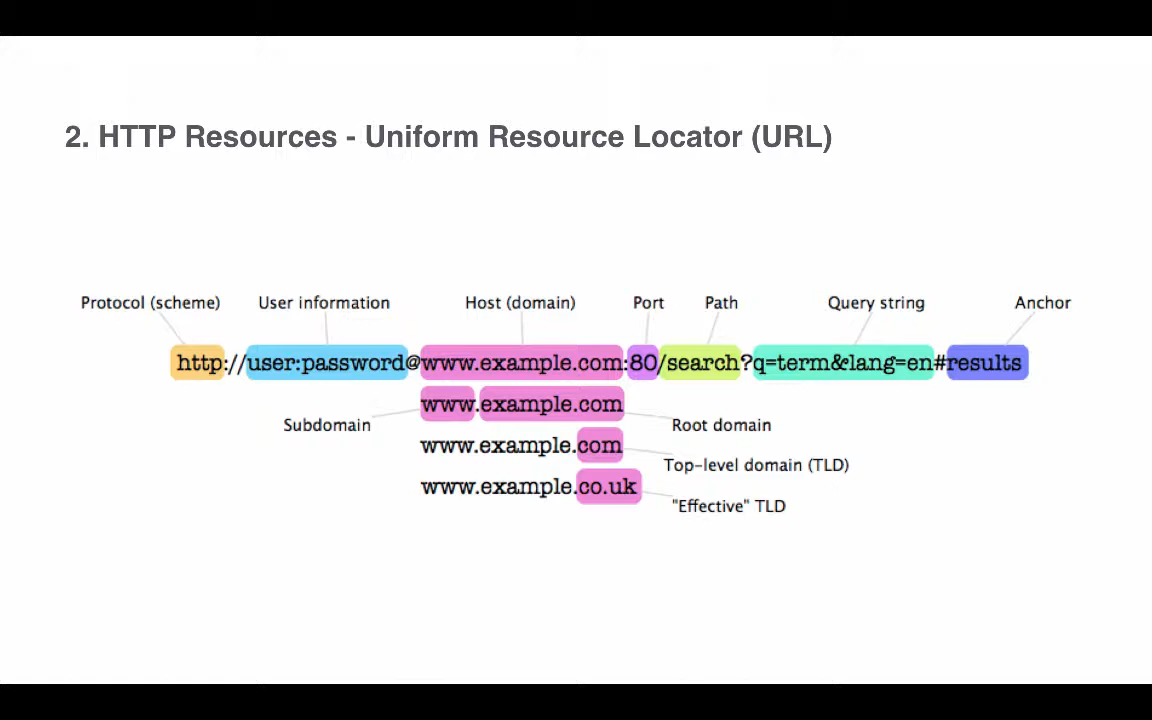 2. HTTP Resources - Uniform Resource Locator (URL)
Protocol (scheme) User information Host (domain) Port Path Query string Anchor
http://user:password@www.example.com:80/search?q=term&lang=en#results
www.example.com
Subdomain Root domain
www.example.com
Top-level domain (TLD)
www.example.co.uk
"Effective" TLD